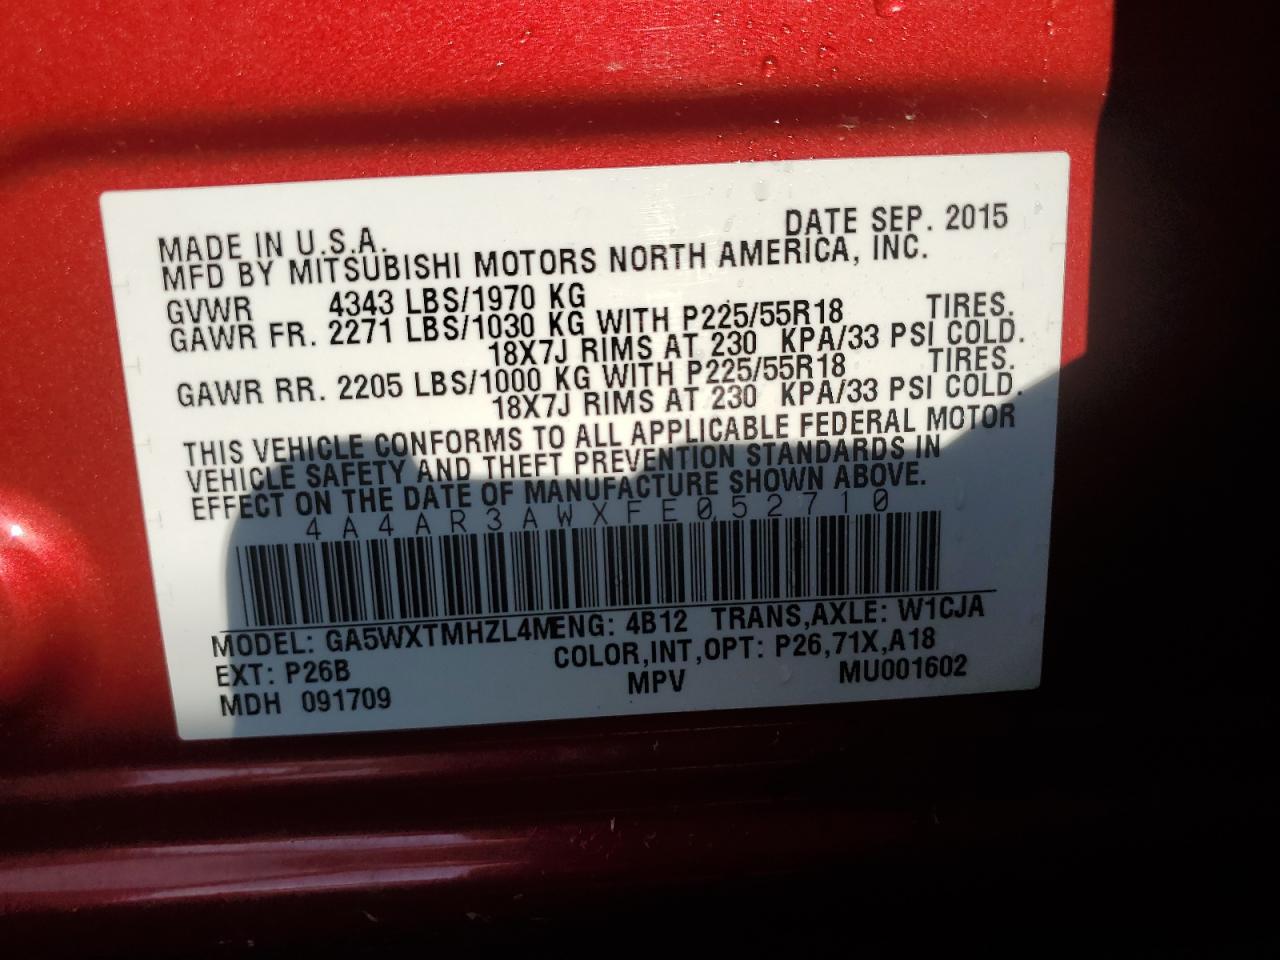 MADE IN U.S.A. DATE SEP. 2015
MFD BY MITSUBISHI MOTORS NORTH AMERICA, INC.
GVWR 4343 LBS/1970 KG
GAWR FR. 2271 LBS/1030 KG WITH P225/55R18 TIRES.
18X7J RIMS AT 230 KPA/33 PSI COLD.
GAWR RR. 2205 LBS/1000 KG WITH P225/55R18 TIRES.
18X7J RIMS AT 230 KPA/33 PSI COLD.
THIS VEHICLE CONFORMS TO ALL APPLICABLE FEDERAL MOTOR
VEHICLE SAFETY AND THEFT PREVENTION STANDARDS IN
EFFECT ON THE DATE OF MANUFACTURE SHOWN ABOVE.
4A4AR3AWXFE052710
MODEL: GA5WXTMHZL4M ENG: 4B12 TRANS,AXLE: W1CJA
EXT: P26B COLOR,INT,OPT: P26,71X,A18
MDH 091709 MPV MU001602